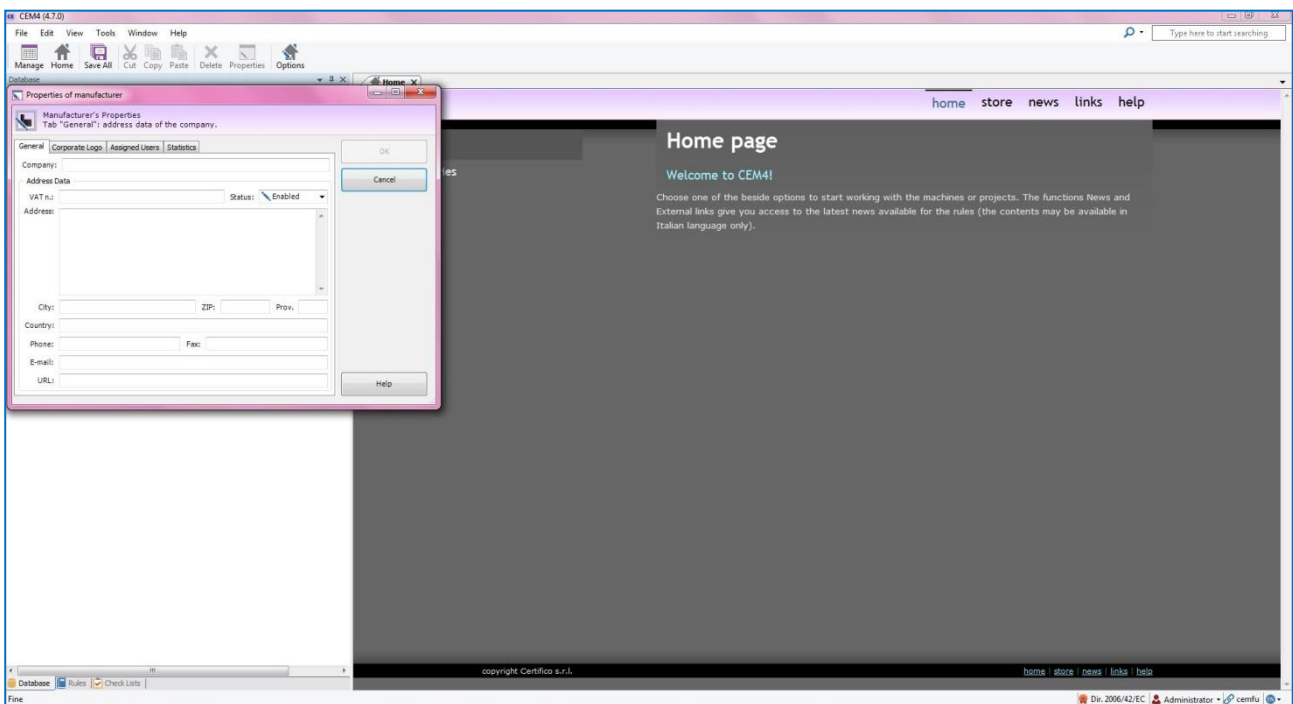 CEM4 (4.7.0)
File Edit View Tools Window Help
Type here to start searching
Manage Home Save All Cut Copy Paste Delete Properties Options
Database
Home X
Properties of manufacturer
home store news links help
Manufacturer's Properties
Tab "General": address data of the company.
General Corporate Logo Assigned Users Statistics
OK
Company:
Cancel
Address Data
VAT n.:
Status: Enabled
Address:
Home page
Welcome to CEM4!
Choose one of the beside options to start working with the machines or projects. The functions News and
External links give you access to the latest news available for the rules (the contents may be available in
Italian language only).
City: ZIP: Prov.
Country:
Phone: Fax:
E-mail:
URL:
Help
copyright Certifico s.r.l.
home | store | news | links | help
Database Rules Check Lists
Fine
Dir. 2006/42/EC Administrator cemfu